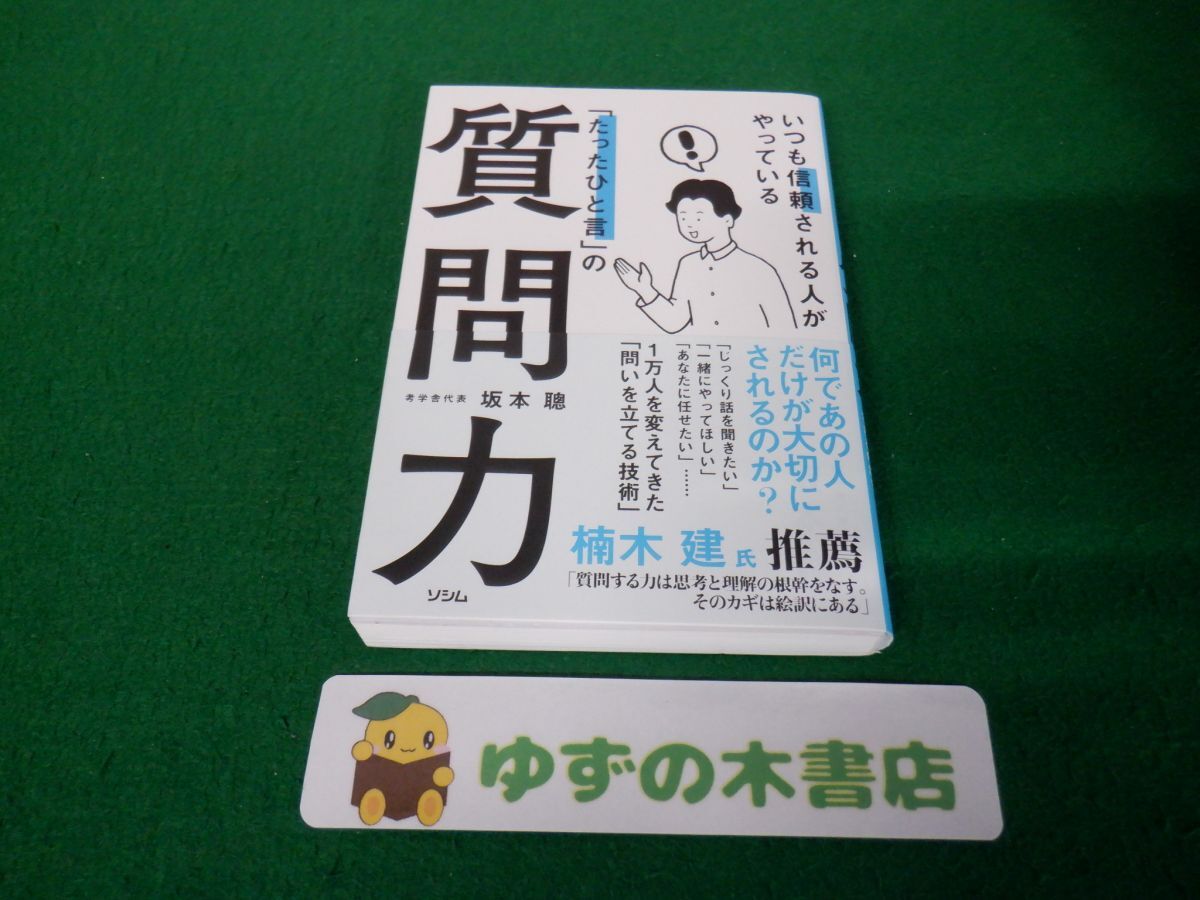 いつも信頼される人が
やっている
「たったひと言」の
質問力
考学舎代表 坂本 聰
何であの人
だけが大切に
されるのか?
「じっくり話を聞きたい」
「一緒にやってほしい」
「あなたに任せたい」……
1万人を変えてきた
「問いを立てる技術」
楠木 建 氏 推薦
「質問する力は思考と理解の根幹をなす。
そのカギは絵訳にある」
ソシム
ゆずの木書店